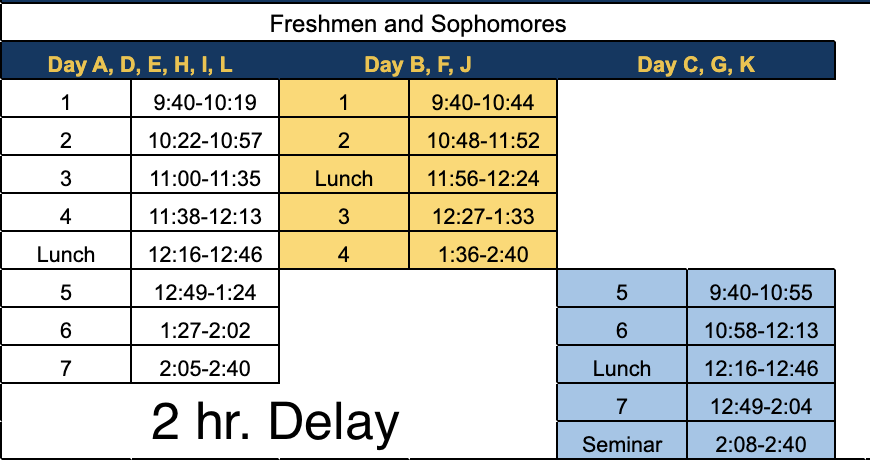 Freshmen and Sophomores
Day A, D, E, H, I, L Day B, F, J Day C, G, K
1 9:40-10:19 1 9:40-10:44
2 10:22-10:57 2 10:48-11:52
3 11:00-11:35 Lunch 11:56-12:24
4 11:38-12:13 3 12:27-1:33
Lunch 12:16-12:46 4 1:36-2:40
5 12:49-1:24 5 9:40-10:55
6 1:27-2:02 6 10:58-12:13
7 2:05-2:40 Lunch 12:16-12:46
2 hr. Delay 7 12:49-2:04
Seminar 2:08-2:40